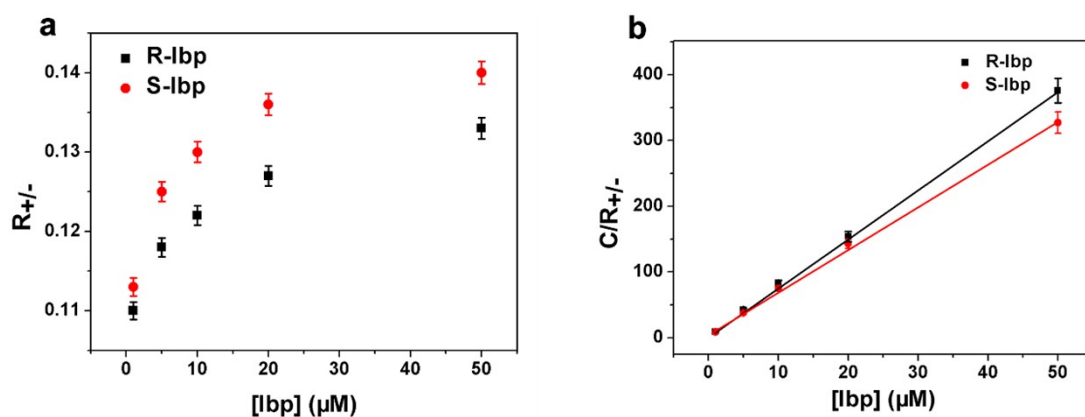 a
R-Ibp
S-Ibp
0.14
0.13
0.12
0.11
R+/-
0 10 20 30 40 50
[Ibp] (µM)
b
R-Ibp
S-Ibp
400
300
200
100
0
C/R+/-
0 10 20 30 40 50
[Ibp] (µM)